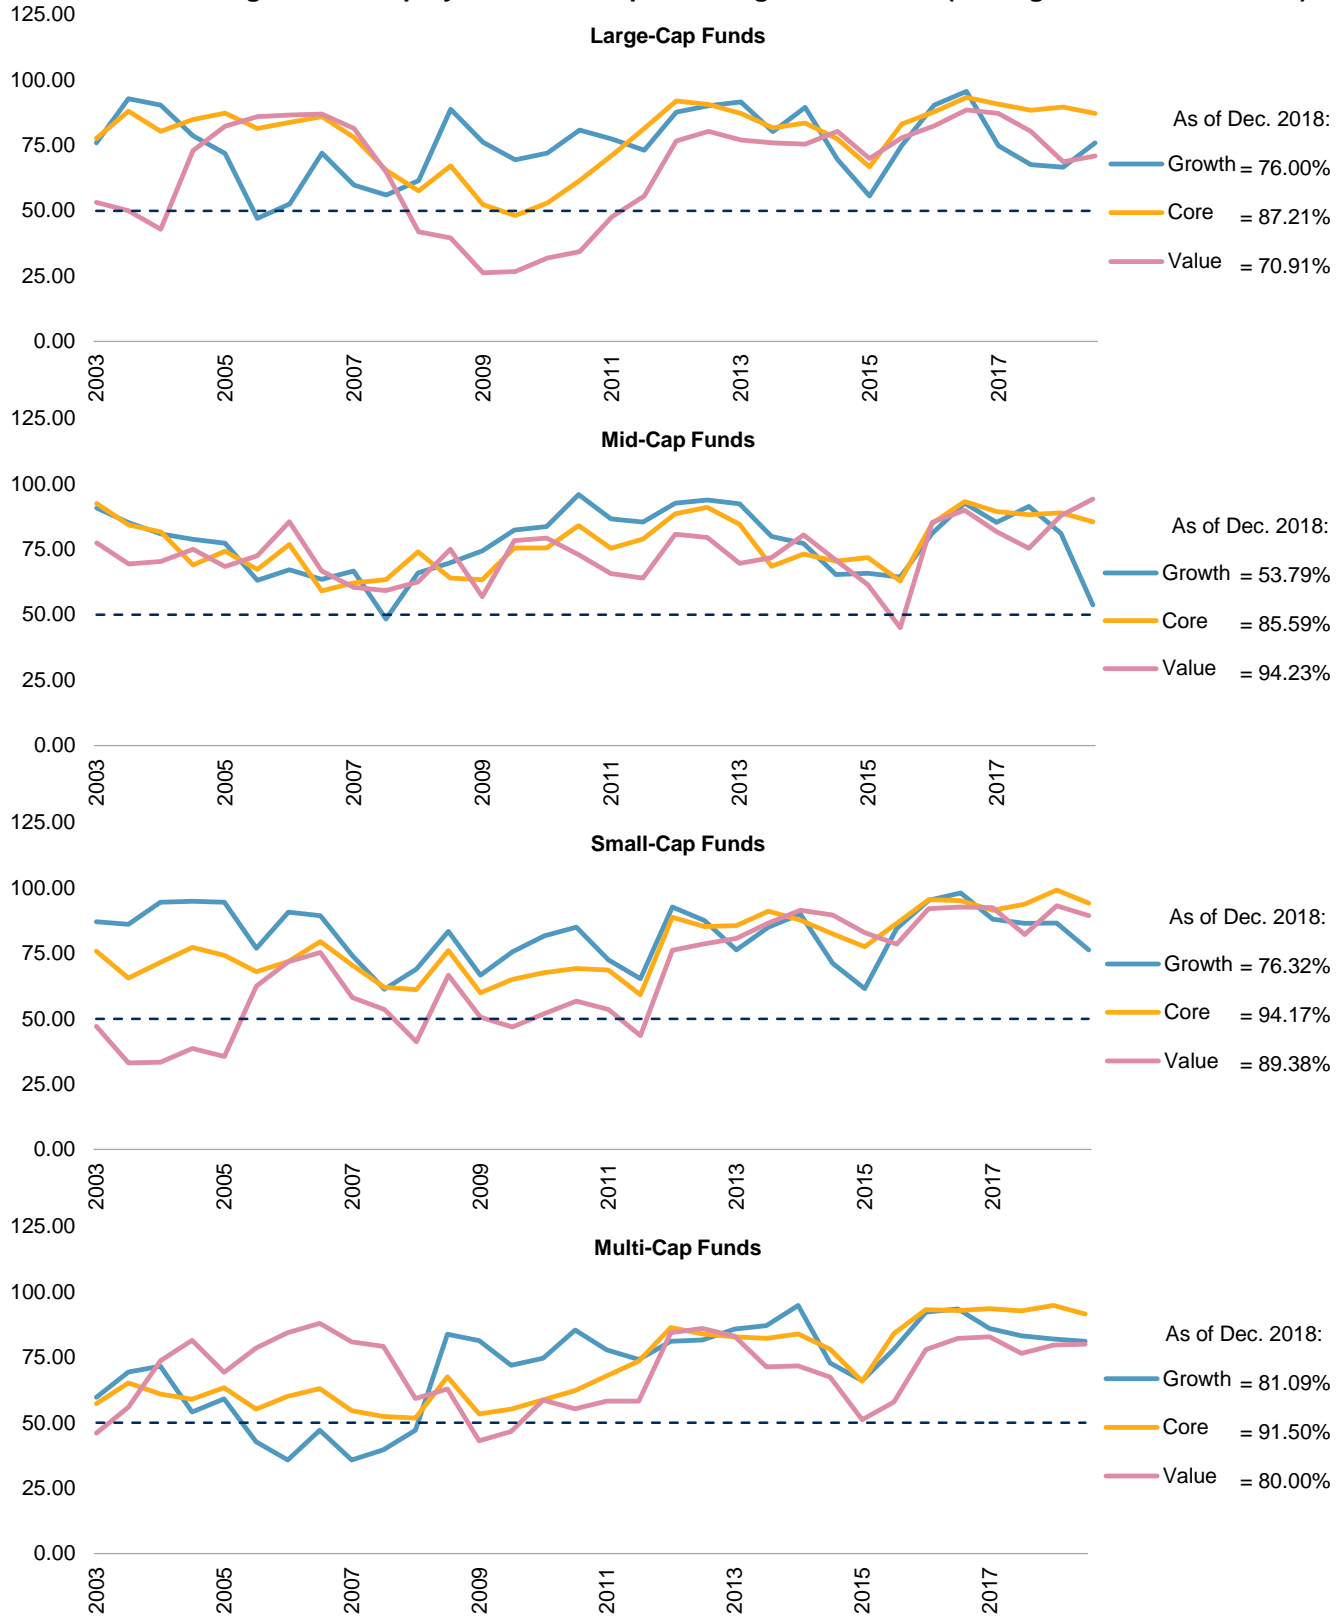 125.00
Large-Cap Funds
100.00
75.00
50.00
25.00
0.00
2003
2005
2007
2009
2011
2013
2015
2017
As of Dec. 2018:
Growth = 76.00%
Core = 87.21%
Value = 70.91%
125.00
Mid-Cap Funds
100.00
75.00
50.00
25.00
0.00
2003
2005
2007
2009
2011
2013
2015
2017
As of Dec. 2018:
Growth = 53.79%
Core = 85.59%
Value = 94.23%
125.00
Small-Cap Funds
100.00
75.00
50.00
25.00
0.00
2003
2005
2007
2009
2011
2013
2015
2017
As of Dec. 2018:
Growth = 76.32%
Core = 94.17%
Value = 89.38%
125.00
Multi-Cap Funds
100.00
75.00
50.00
25.00
0.00
2003
2005
2007
2009
2011
2013
2015
2017
As of Dec. 2018:
Growth = 81.09%
Core = 91.50%
Value = 80.00%